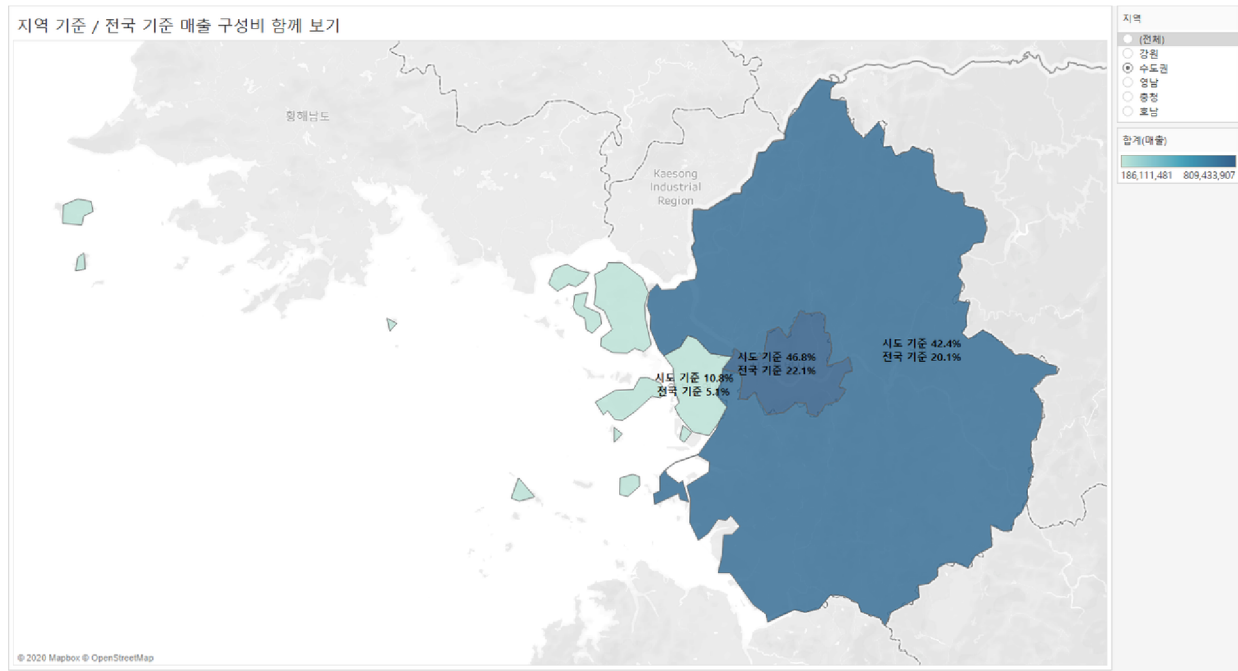 지역 기준 / 전국 기준 매출 구성비 함께 보기
지역
(전체)
강원
수도권
영남
충청
호남
합계(매출)
186,111,481 809,433,907
황해남도
Kaesong
Industrial
Region
시도 기준 42.4%
전국 기준 20.1%
시도 기준 46.8%
전국 기준 22.1%
시도 기준 10.8%
전국 기준 5.1%
© 2020 Mapbox © OpenStreetMap